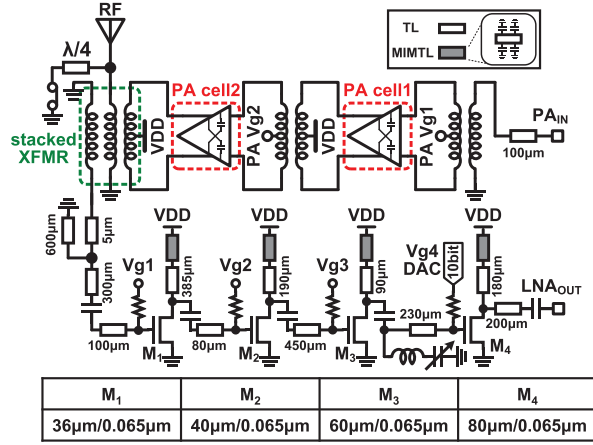 RF
TL
MIMTL
λ/4
stacked
XFMR
VDD
PA cell2
PA Vg2
VDD
PA cell1
PA Vg1
PA_IN
100μm
600μm
5μm
300μm
100μm
Vg1
VDD
385μm
M₁
80μm
Vg2
VDD
190μm
M₂
450μm
Vg3
VDD
90μm
M₃
230μm
Vg4
DAC
10bit
VDD
180μm
M₄
200μm
LNA_OUT
M₁ M₂ M₃ M₄
36μm/0.065μm 40μm/0.065μm 60μm/0.065μm 80μm/0.065μm